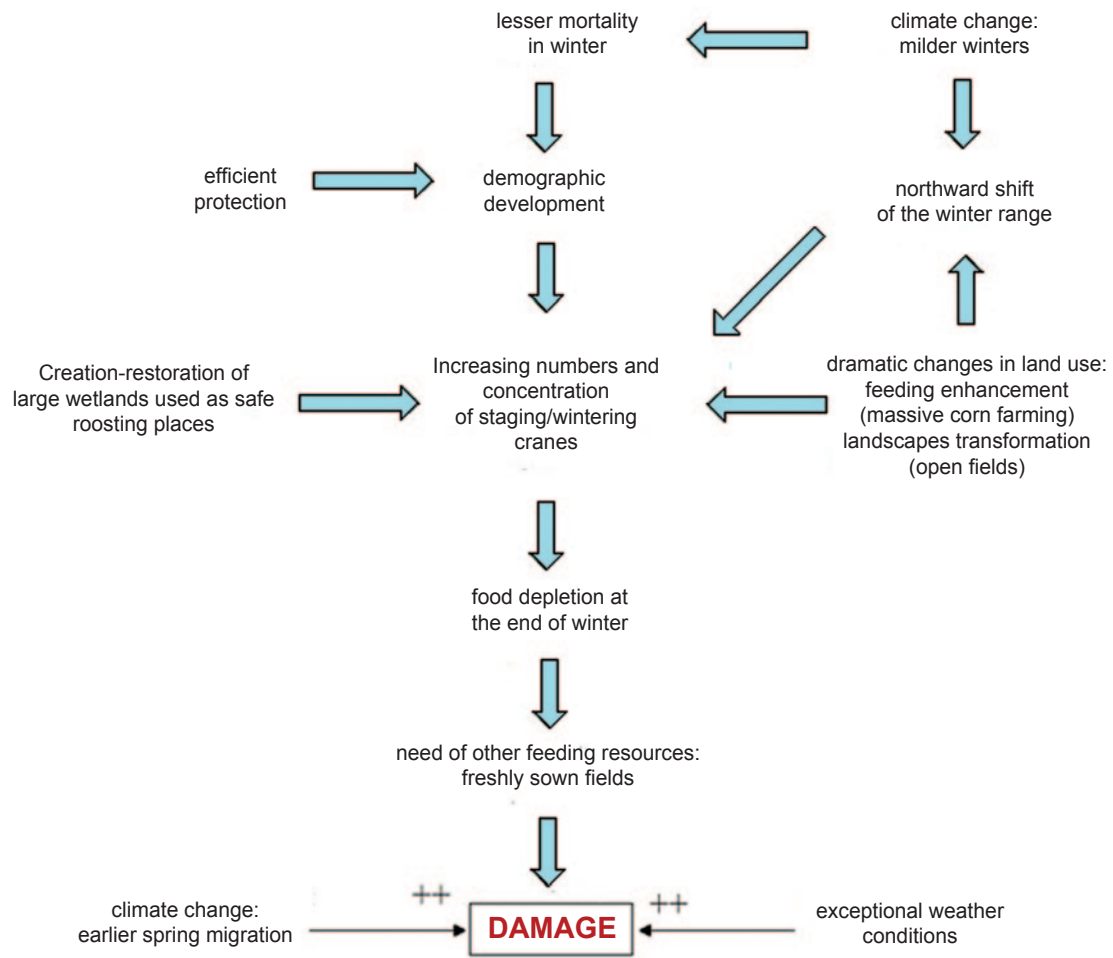 lesser mortality
in winter
climate change:
milder winters
efficient
protection
demographic
development
northward shift
of the winter range
Creation-restoration of
large wetlands used as safe
roosting places
Increasing numbers and
concentration
of staging/wintering
cranes
dramatic changes in land use:
feeding enhancement
(massive corn farming)
landscapes transformation
(open fields)
food depletion at
the end of winter
need of other feeding resources:
freshly sown fields
++
++
climate change:
earlier spring migration
DAMAGE
exceptional weather
conditions